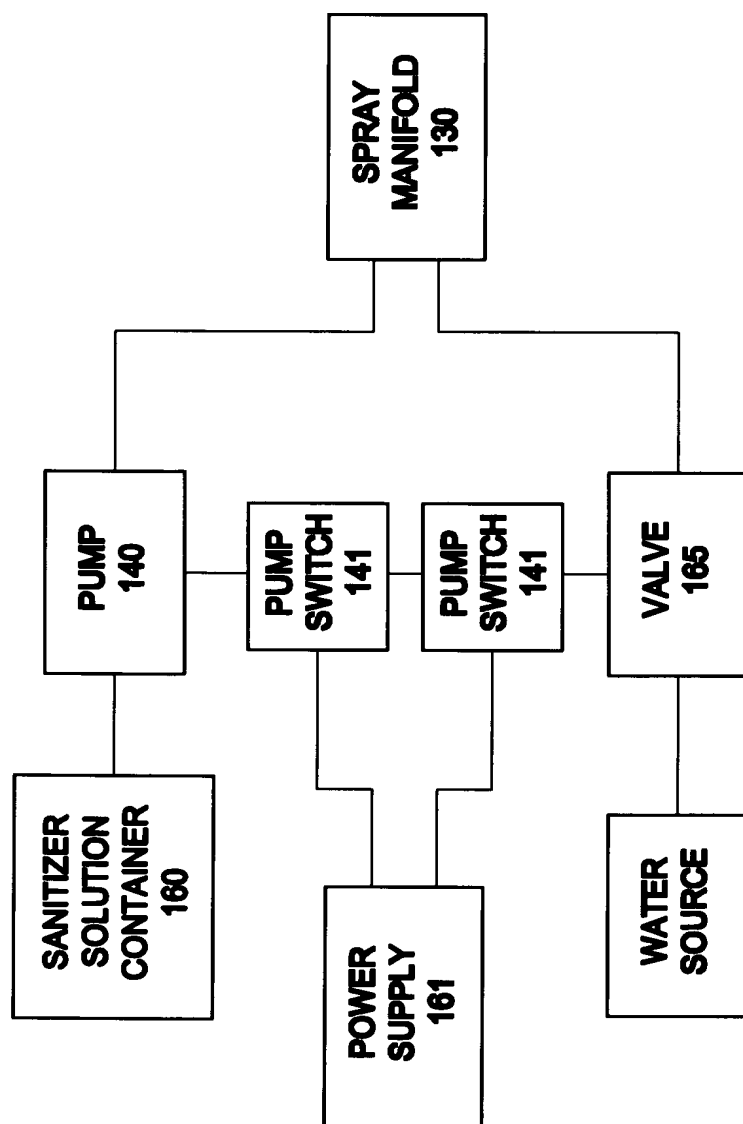 SANITIZER
SOLUTION
CONTAINER
160
PUMP
140
POWER
SUPPLY
161
PUMP
SWITCH
141
PUMP
SWITCH
141
SPRAY
MANIFOLD
130
WATER
SOURCE
VALVE
165